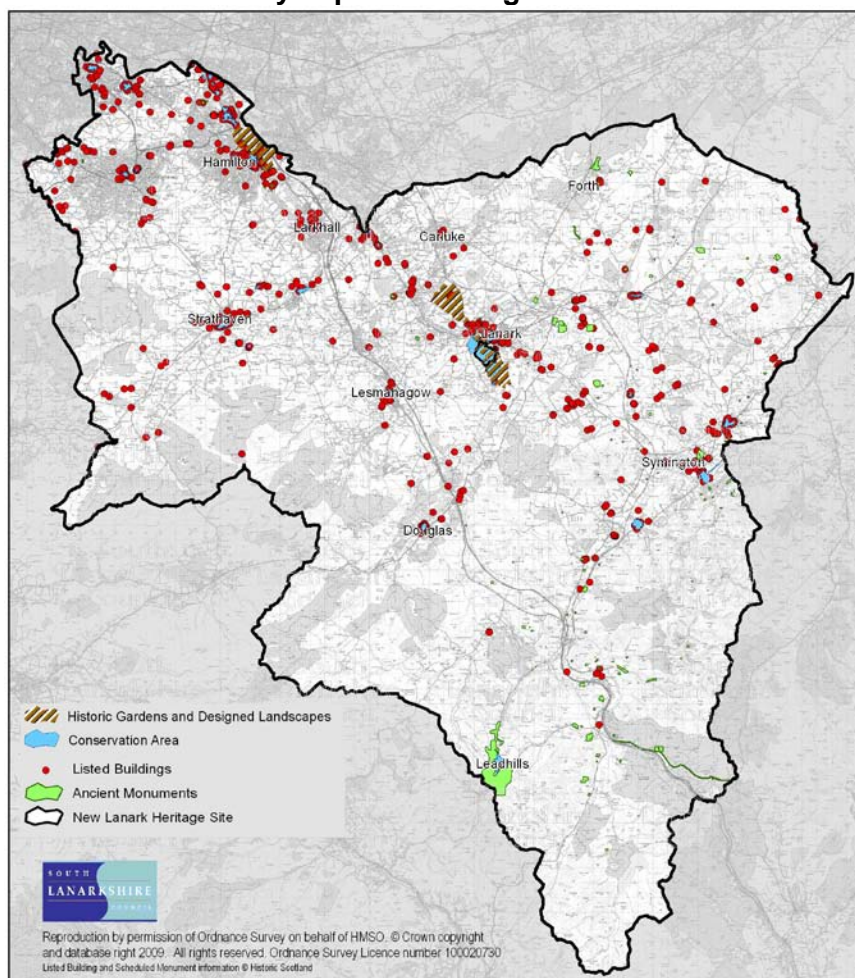 Hamilton
Forth
Larkhall
Carluke
Strathaven
Lanark
Lesmahagow
Symington
Douglas
Leadhills
Historic Gardens and Designed Landscapes
Conservation Area
Listed Buildings
Ancient Monuments
New Lanark Heritage Site
SOUTH
LANARKSHIRE
COUNCIL
Reproduction by permission of Ordnance Survey on behalf of HMSO. © Crown copyright
and database right 2009. All rights reserved. Ordnance Survey Licence number 100020730
Listed Building and Scheduled Monument information © Historic Scotland